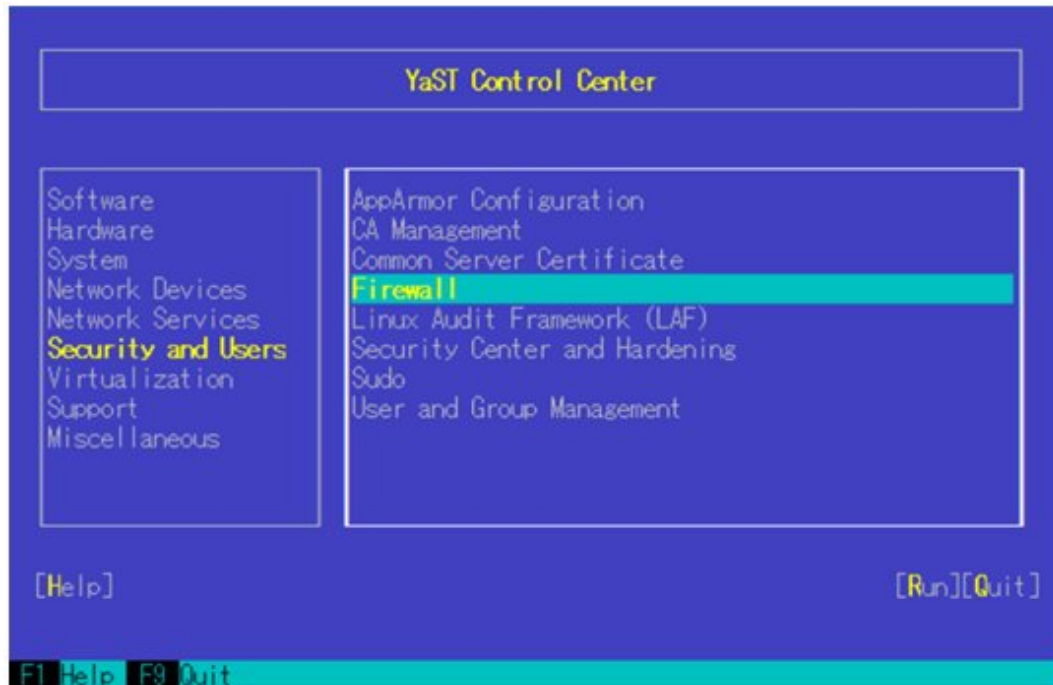 YaST Control Center
Software
Hardware
System
Network Devices
Network Services
Security and Users
Virtualization
Support
Miscellaneous
AppArmor Configuration
CA Management
Common Server Certificate
Firewall
Linux Audit Framework (LAF)
Security Center and Hardening
Sudo
User and Group Management
[Help] [Run][Quit]
F1 Help F9 Quit